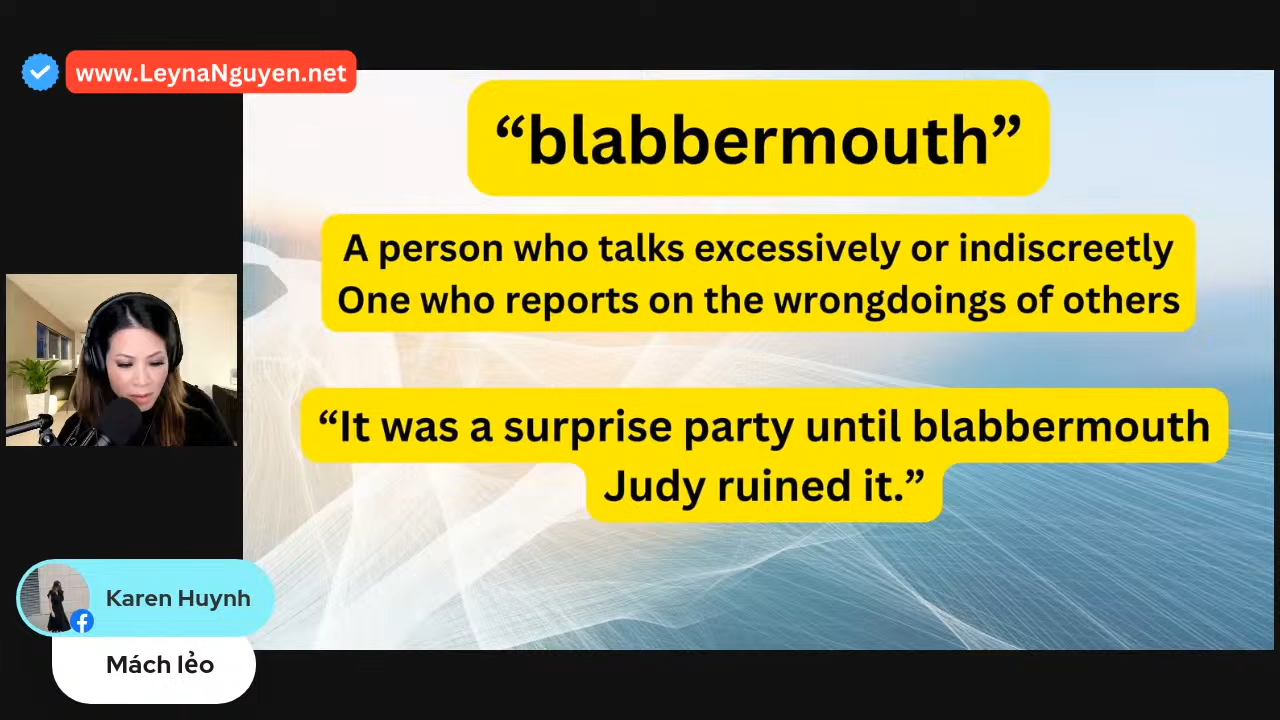 www.LeynaNguyen.net
“blabbermouth”
A person who talks excessively or indiscreetly
One who reports on the wrongdoings of others
“It was a surprise party until blabbermouth
Judy ruined it.”
Karen Huynh
Mách lẻo